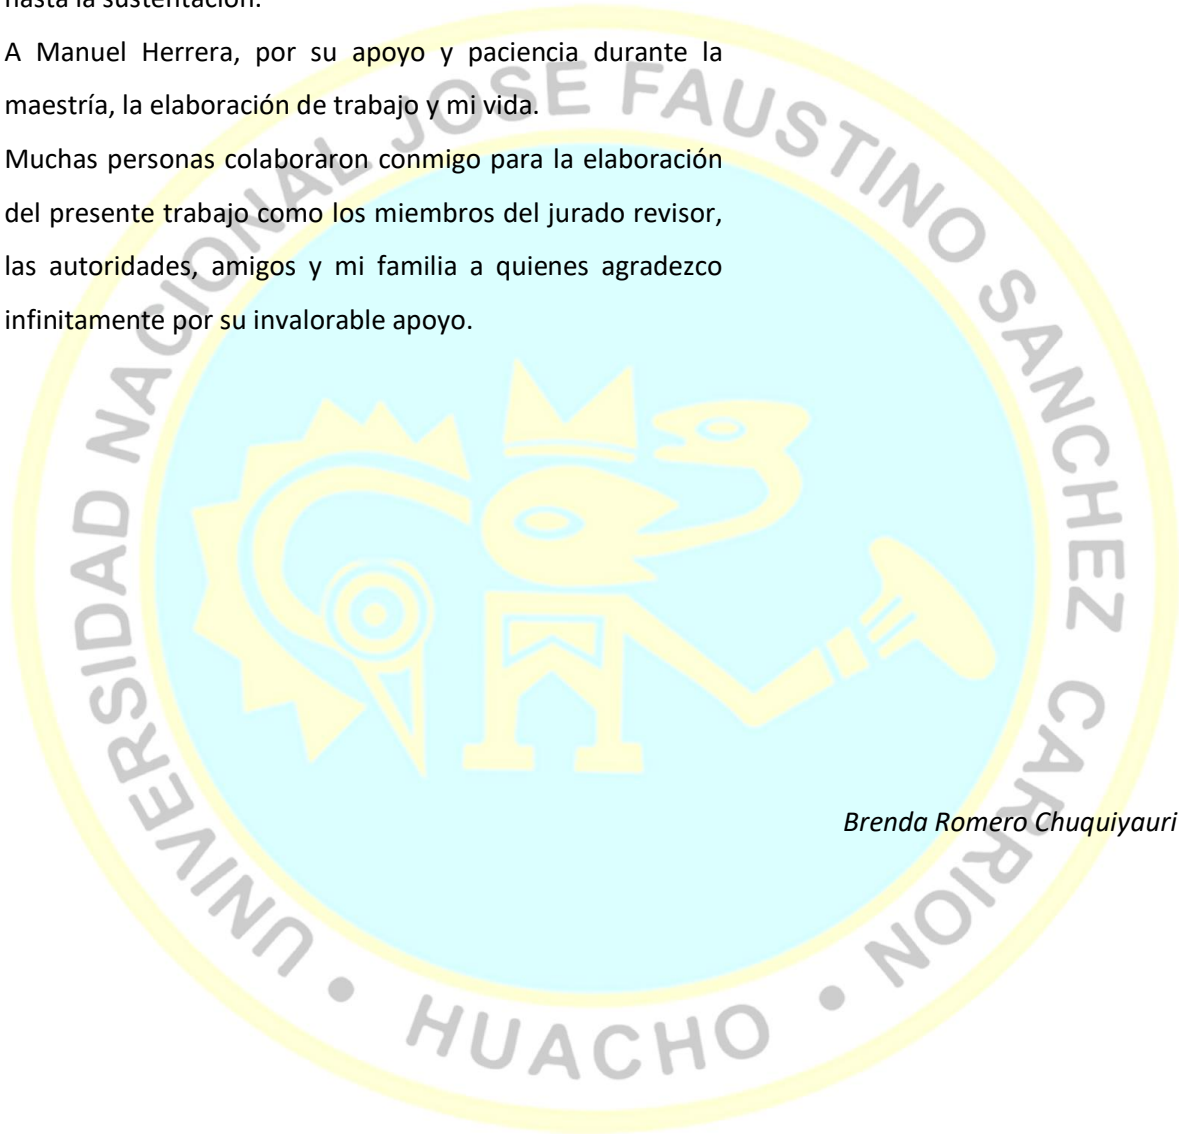 hasta la sustentación.
A Manuel Herrera, por su apoyo y paciencia durante la
maestría, la elaboración de trabajo y mi vida.
Muchas personas colaboraron conmigo para la elaboración
del presente trabajo como los miembros del jurado revisor,
las autoridades, amigos y mi familia a quienes agradezco
infinitamente por su invalorable apoyo.
Brenda Romero Chuquiyauri
UNIVERSIDAD NACIONAL JOSE FAUSTINO SANCHEZ CARRION • HUACHO •